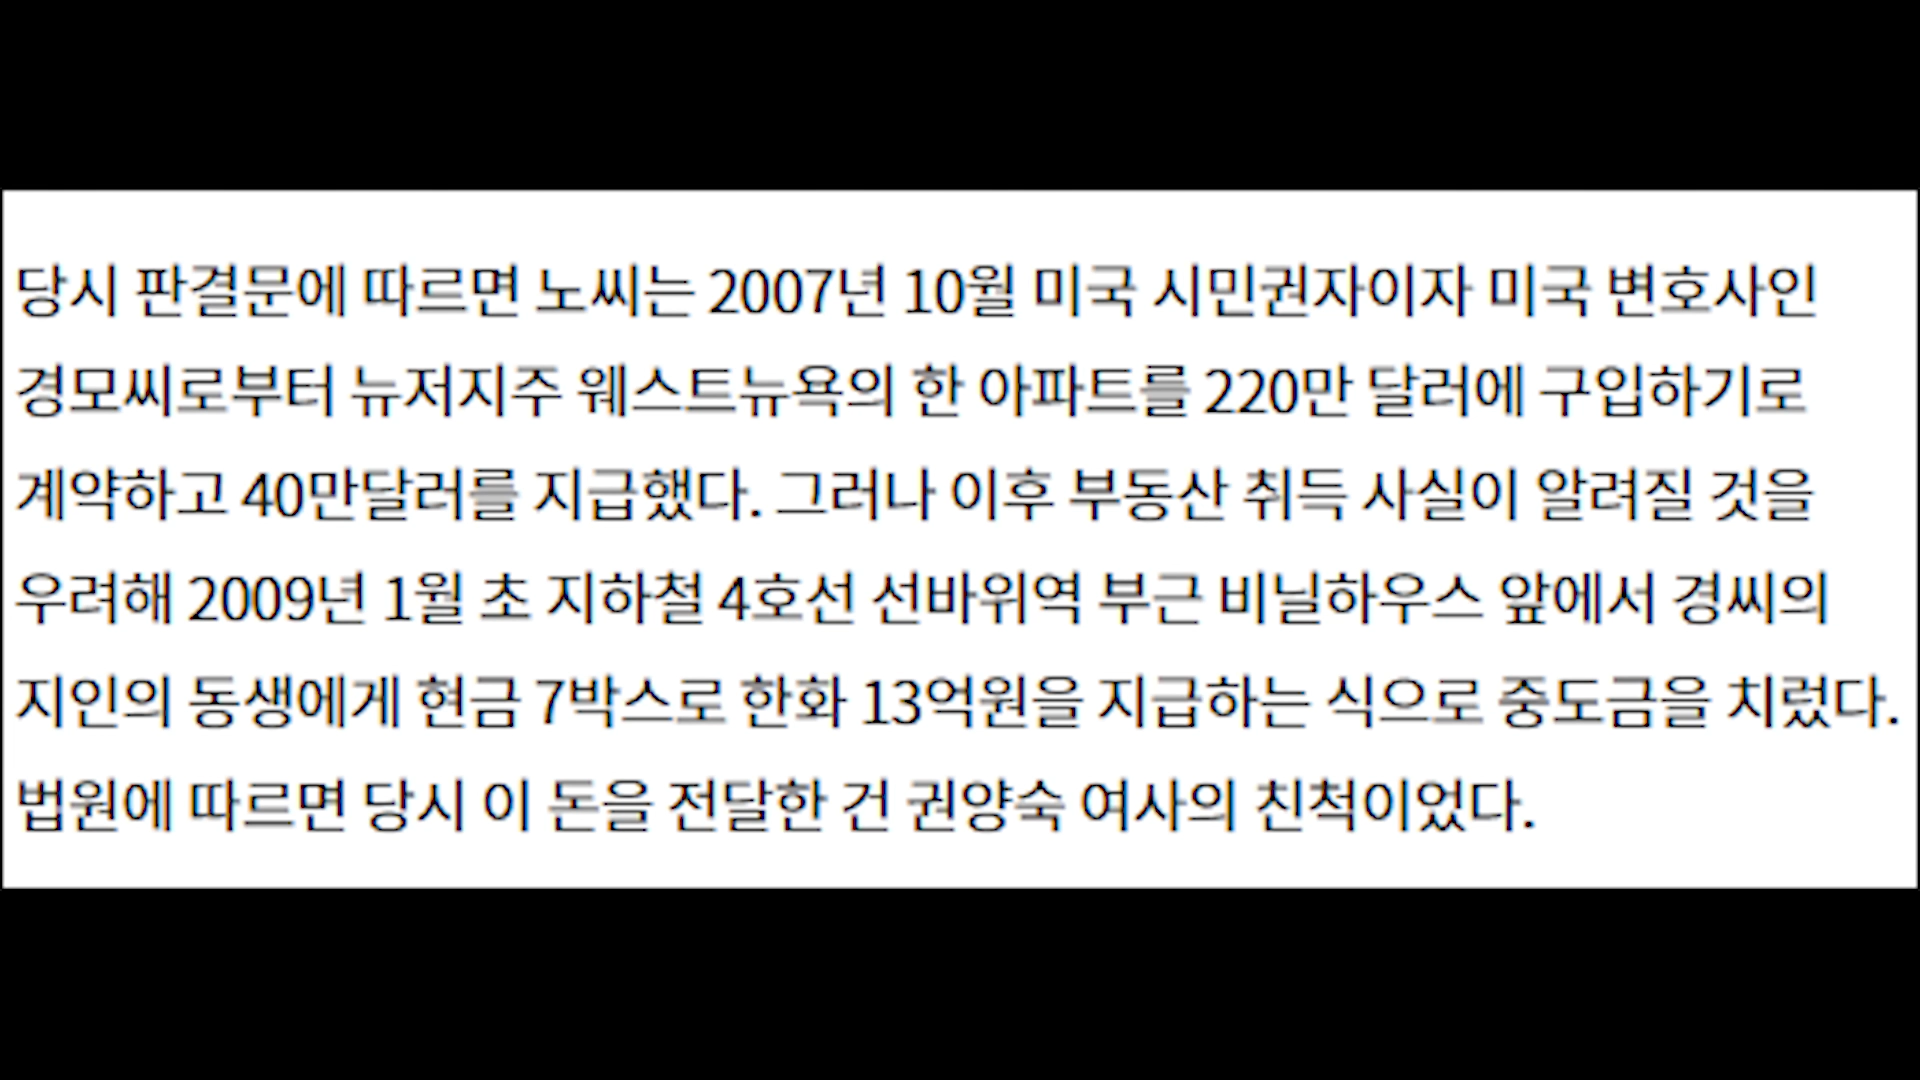 당시 판결문에 따르면 노씨는 2007년 10월 미국 시민권자이자 미국 변호사인
경모씨로부터 뉴저지주 웨스트뉴욕의 한 아파트를 220만 달러에 구입하기로
계약하고 40만달러를 지급했다. 그러나 이후 부동산 취득 사실이 알려질 것을
우려해 2009년 1월 초 지하철 4호선 선바위역 부근 비닐하우스 앞에서 경씨의
지인의 동생에게 현금 7박스로 한화 13억원을 지급하는 식으로 중도금을 치렀다.
법원에 따르면 당시 이 돈을 전달한 건 권양숙 여사의 친척이었다.